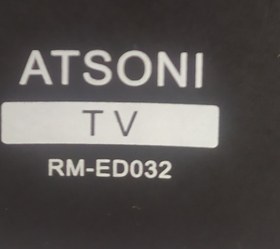 ATSONI
TV
RM-ED032